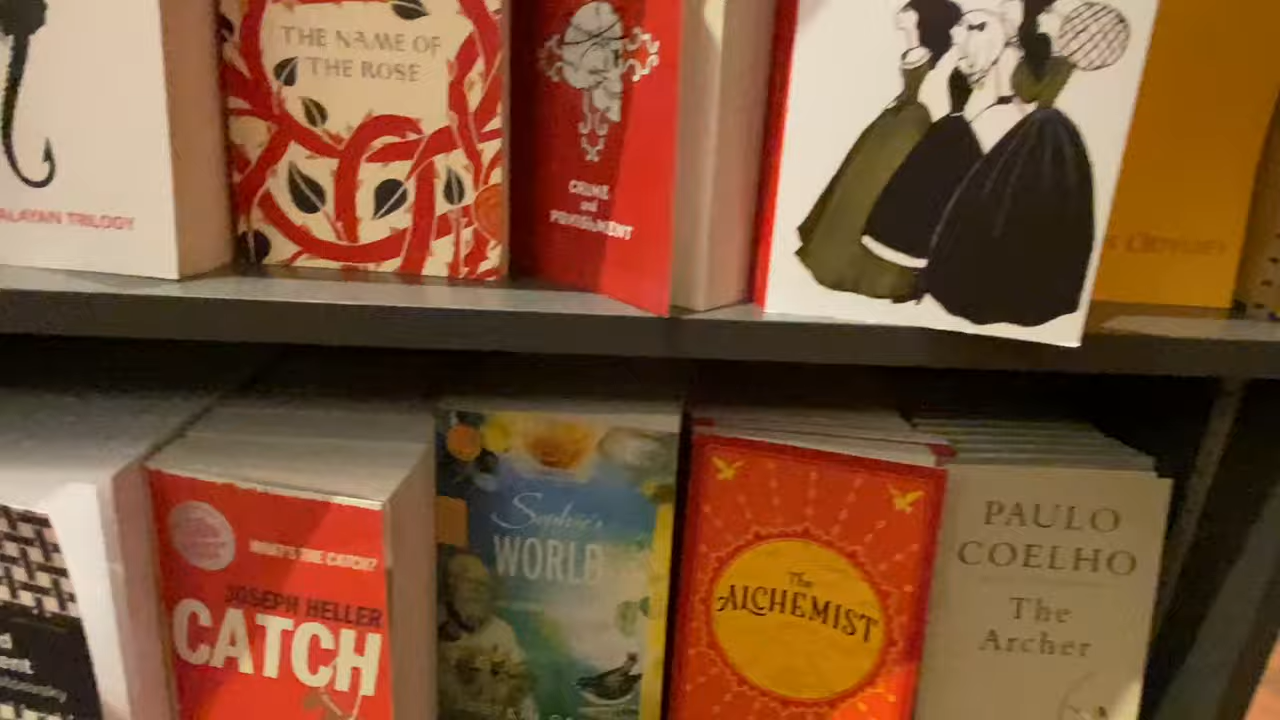 ALAYAN TRILOGY
THE NAME OF
THE ROSE
CRIME
and
PUNISHMENT
WHAT'S THE CATCH?
JOSEPH HELLER
CATCH
Sophie's
WORLD
The
ALCHEMIST
PAULO
COELHO
The
Archer